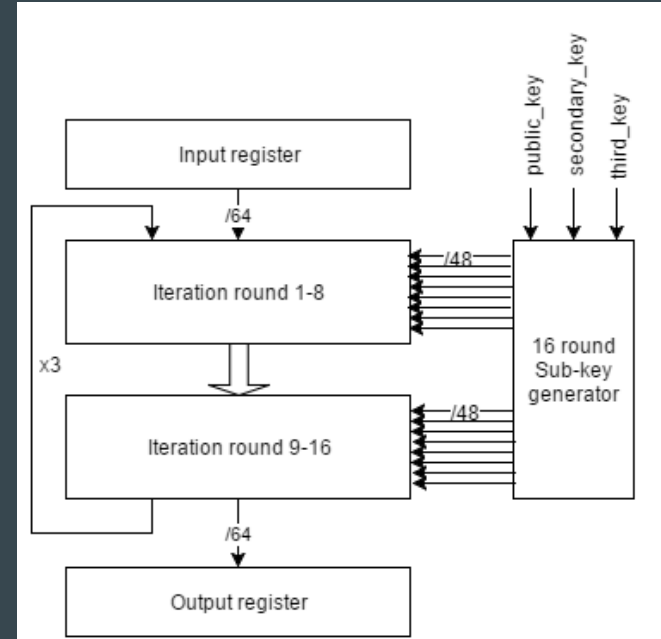 public_key
secondary_key
third_key
Input register
/64
/48
Iteration round 1-8
16 round
Sub-key
generator
x3
/48
Iteration round 9-16
/64
Output register